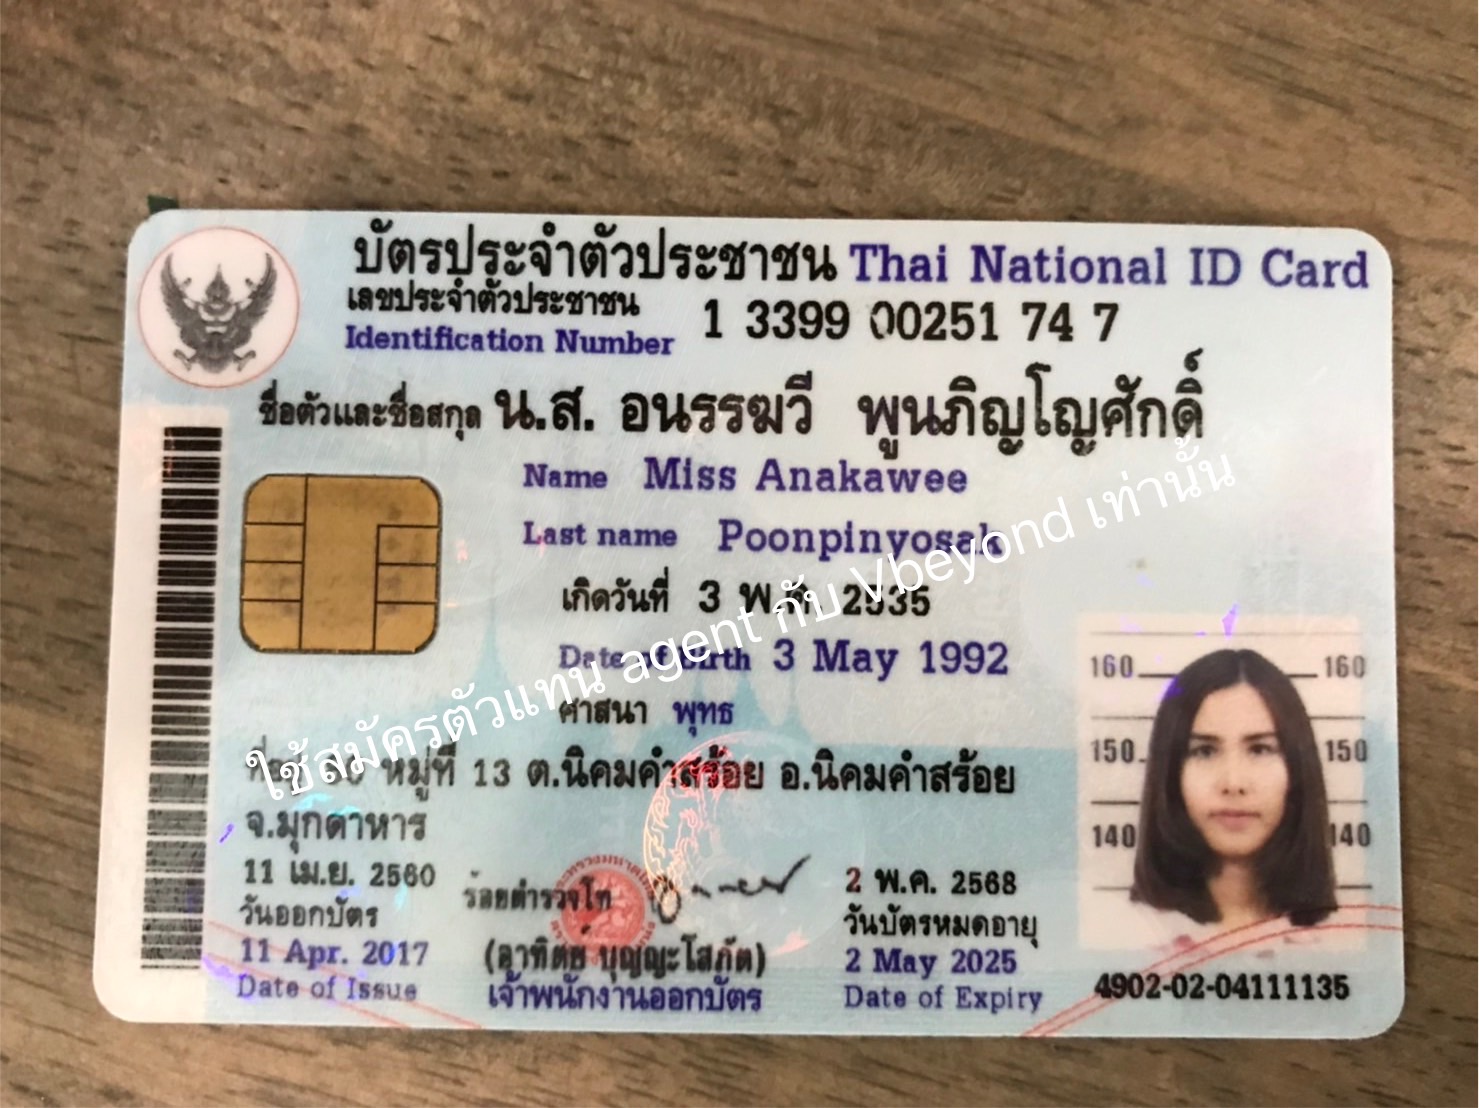 บัตรประจำตัวประชาชน Thai National ID Card
เลขประจำตัวประชาชน
Identification Number 1 3399 00251 74 7
ชื่อตัวและชื่อสกุล น.ส. อนรรฆวี พูนภิญโญศักดิ์
Name Miss Anakawee
Last name Poonpinyosak
เกิดวันที่ 3 พ.ค. 2535
Date of Birth 3 May 1992
ศาสนา พุทธ
หมู่ที่ 13 ต.นิคมคำสร้อย อ.นิคมคำสร้อย
จ.มุกดาหาร
11 เม.ย. 2560
วันออกบัตร
11 Apr. 2017
Date of Issue
ร้อยตำรวจโท
(อาทิตย์ บุญญะโสภัต)
เจ้าพนักงานออกบัตร
2 พ.ค. 2568
วันบัตรหมดอายุ
2 May 2025
Date of Expiry
160 160
150 150
140 140
4902-02-04111135
ใช้สมัครตัวแทน agent กับ Vbeyond เท่านั้น